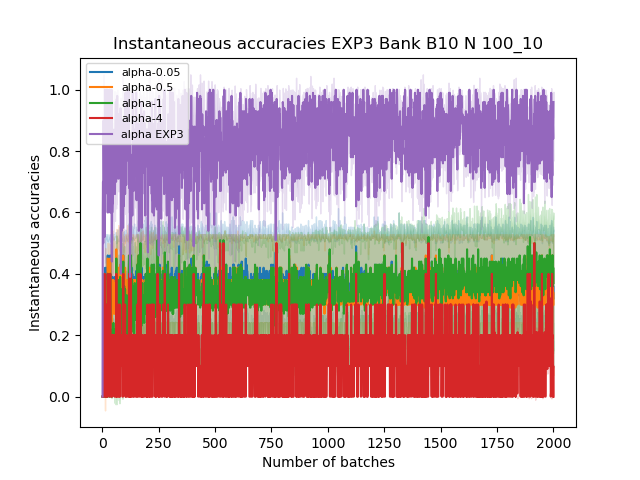 Instantaneous accuracies EXP3 Bank B10 N 100_10
alpha-0.05
alpha-0.5
alpha-1
alpha-4
alpha EXP3
Instantaneous accuracies
1.0
0.8
0.6
0.4
0.2
0.0
0 250 500 750 1000 1250 1500 1750 2000
Number of batches